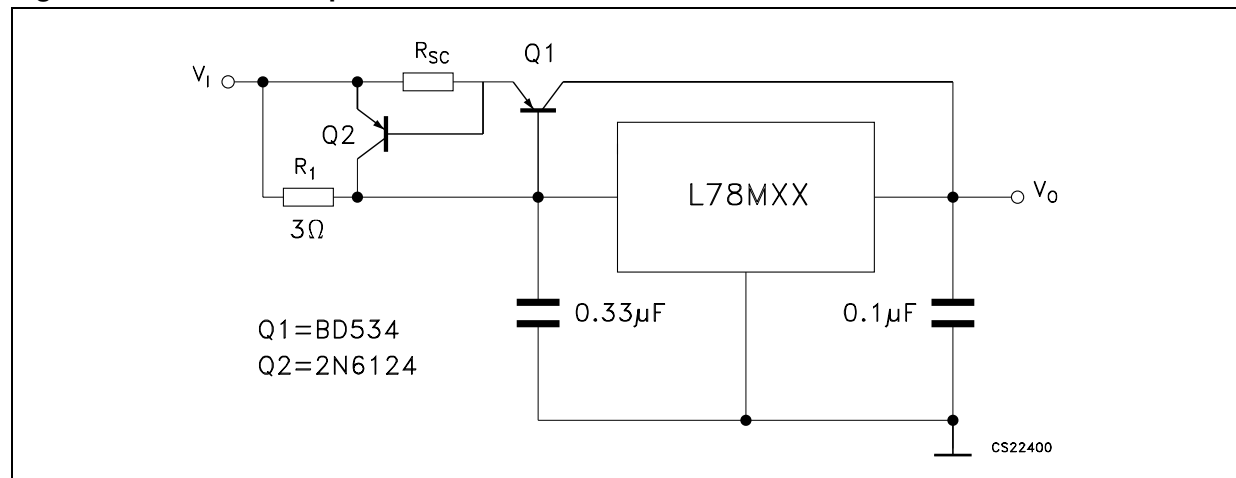 R_SC
Q1
V_I
Q2
R_1
3Ω
L78MXX
V_O
0.33μF
0.1μF
Q1=BD534
Q2=2N6124
CS22400